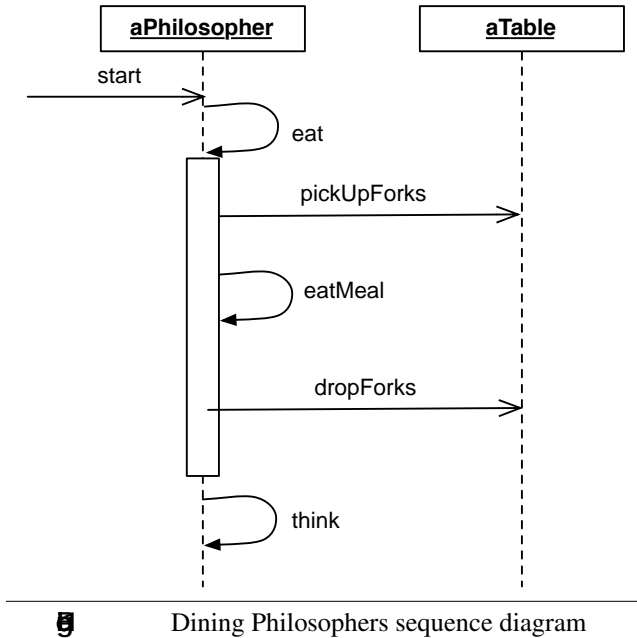 aPhilosopher
aTable
start
eat
pickUpForks
eatMeal
dropForks
think
Dining Philosophers sequence diagram